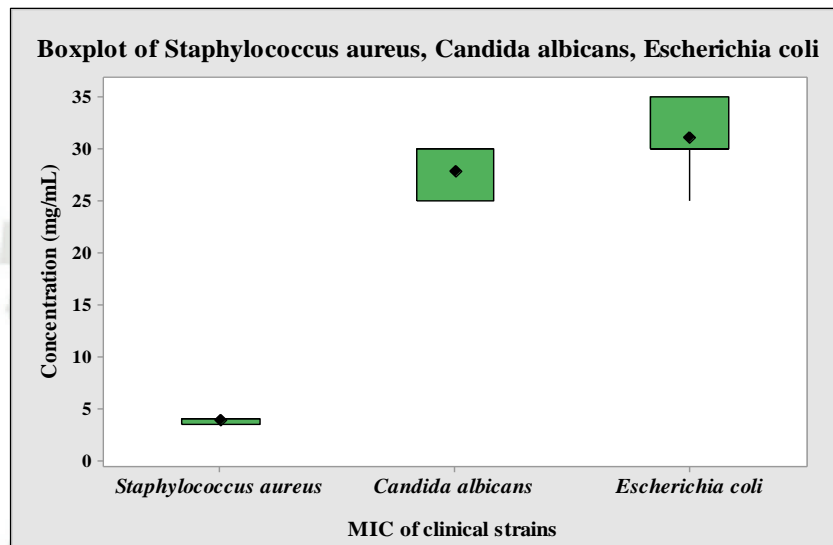 Boxplot of Staphylococcus aureus, Candida albicans, Escherichia coli
Concentration (mg/mL)
35
30
25
20
15
10
5
0
Staphylococcus aureus Candida albicans Escherichia coli
MIC of clinical strains